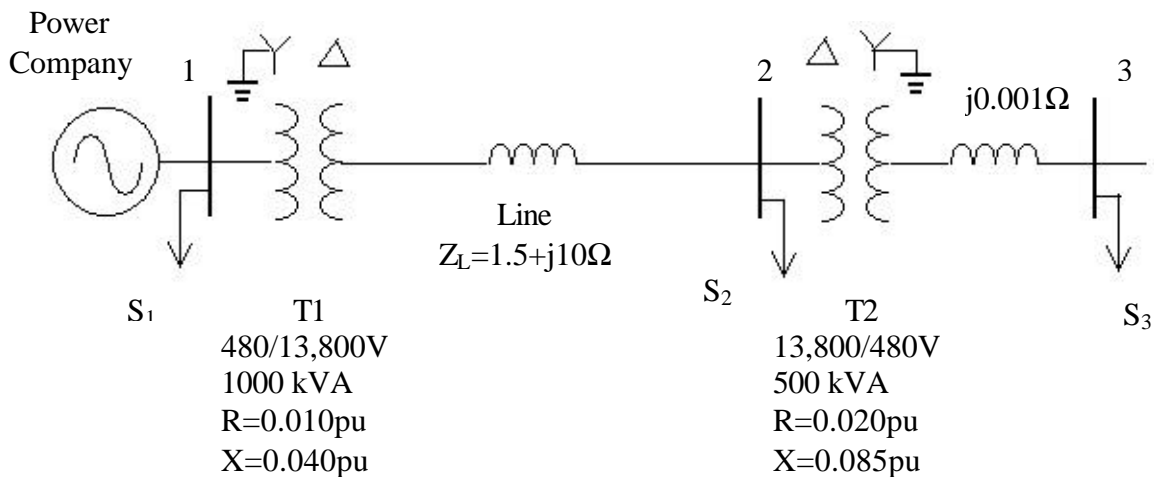 Power
Company
1
2
3
j0.001Ω
Line
Z_L=1.5+j10Ω
S₁
S₂
S₃
T1
480/13,800V
1000 kVA
R=0.010pu
X=0.040pu
T2
13,800/480V
500 kVA
R=0.020pu
X=0.085pu